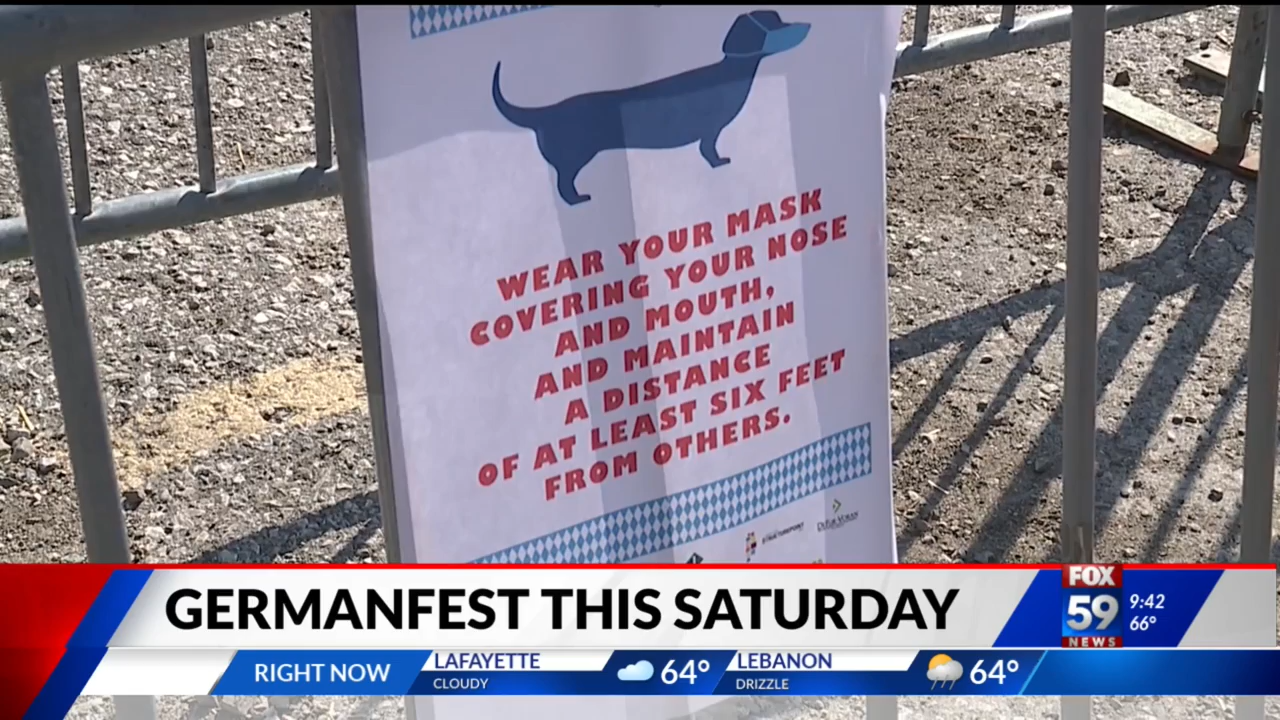 WEAR YOUR MASK
COVERING YOUR NOSE
AND MOUTH,
AND MAINTAIN
A DISTANCE
OF AT LEAST SIX FEET
FROM OTHERS.
GERMANFEST THIS SATURDAY
FOX
59
NEWS
9:42
66°
RIGHT NOW
LAFAYETTE
CLOUDY
64°
LEBANON
DRIZZLE
64°